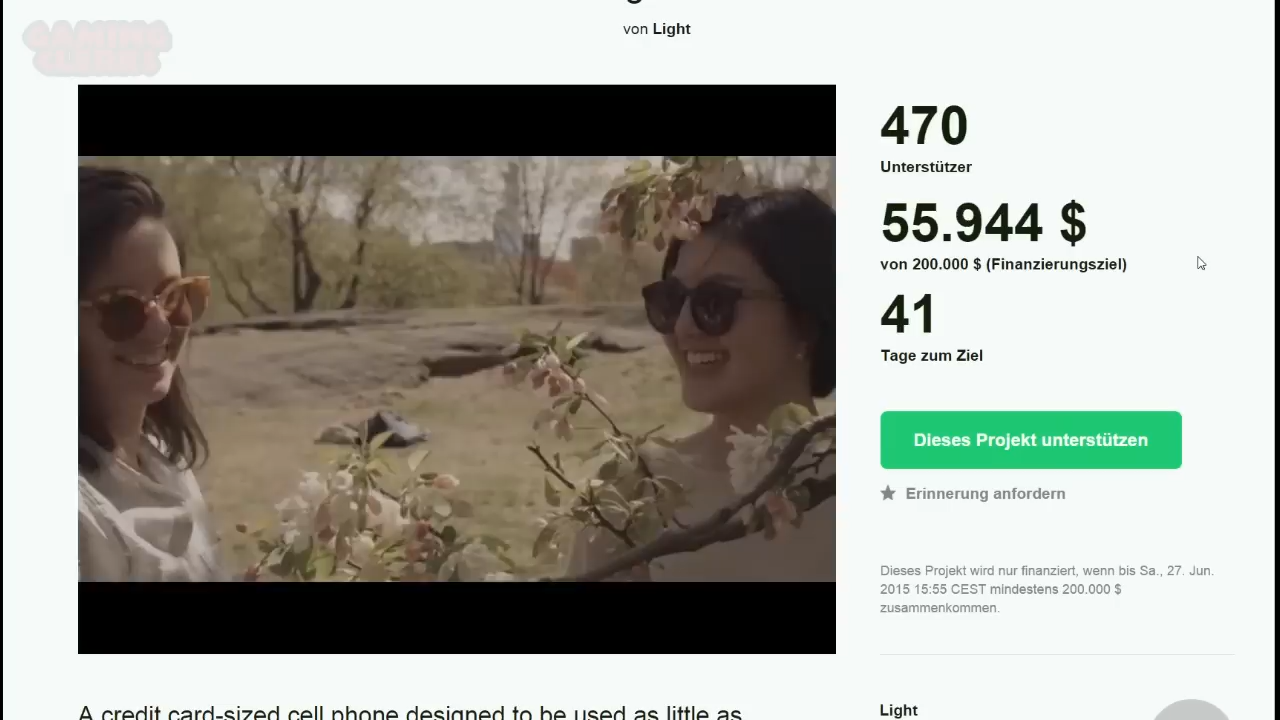 von Light
GAMING
CLERKS
470
Unterstützer
55.944 $
von 200.000 $ (Finanzierungsziel)
41
Tage zum Ziel
Dieses Projekt unterstützen
Erinnerung anfordern
Dieses Projekt wird nur finanziert, wenn bis Sa., 27. Jun.
2015 15:55 CEST mindestens 200.000 $
zusammenkommen.
A credit card-sized cell phone designed to be used as little as
Light